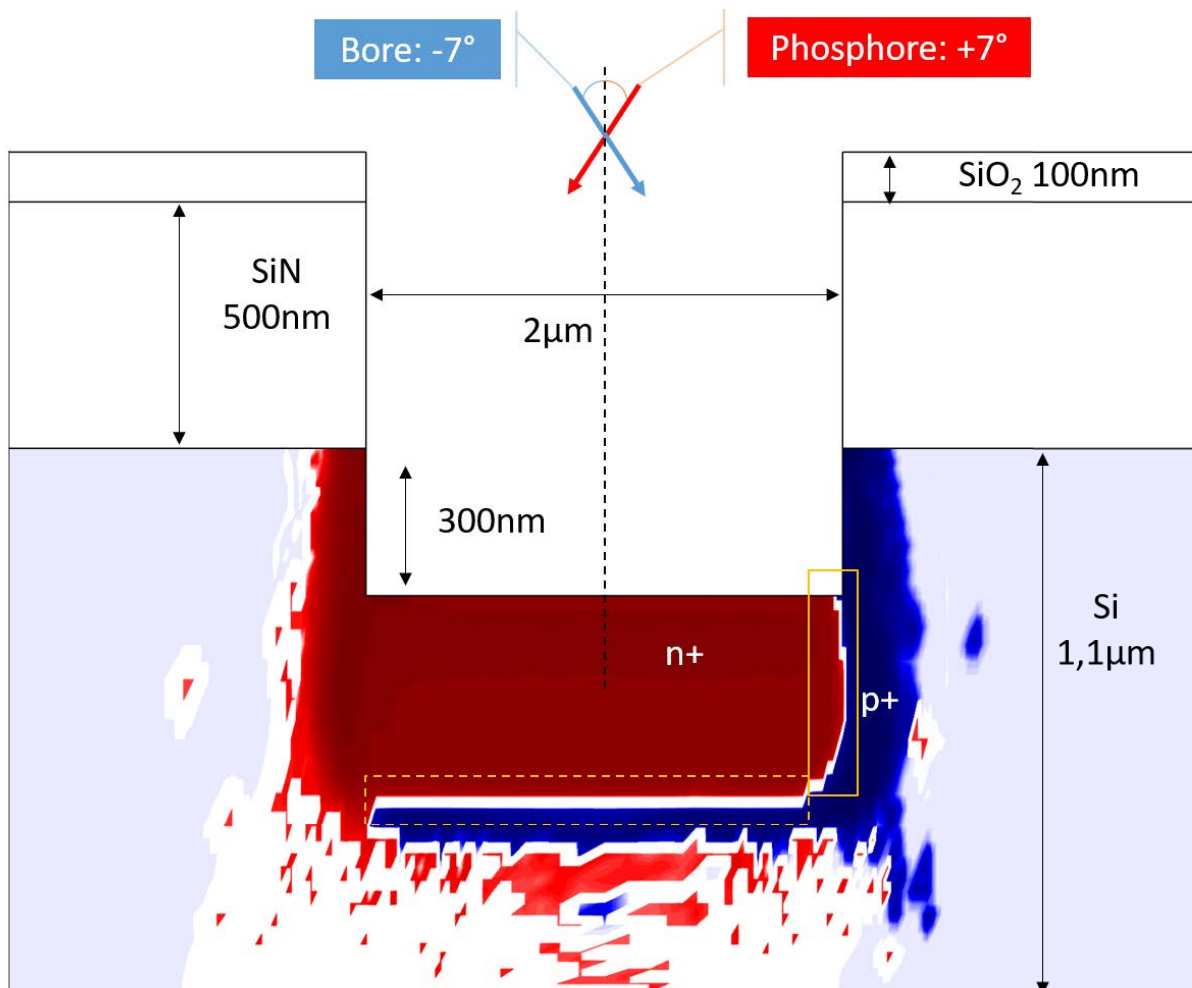 Bore: -7°
Phosphore: +7°
SiO₂ 100nm
SiN
500nm
2µm
300nm
n+
Si
1,1µm
p+